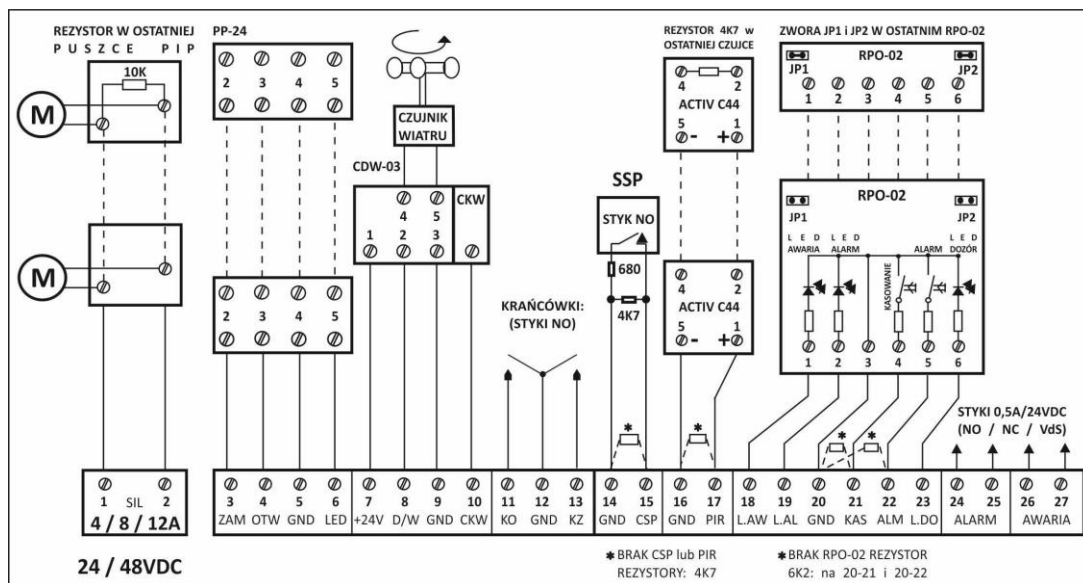 REZYSTOR W OSTATNIEJ
PUSZCE PIP
10K
M
M
1 SIL 2
4 / 8 / 12A
24 / 48VDC
PP-24
2 3 4 5
2 3 4 5
CZUJNIK
WIATRU
CDW-03
4 5
1 2 3
CKW
KRAŃCÓWKI:
(STYKI NO)
SSP
STYK NO
680
4K7
REZYSTOR 4K7 w
OSTATNIEJ CZUJCE
4 2
ACTIV C44
5 1
- +
4 2
ACTIV C44
5 1
- +
ZWORA JP1 i JP2 W OSTATNIM RPO-02
RPO-02
JP1 JP2
1 2 3 4 5 6
RPO-02
JP1 JP2
LED LED LED
AWARIA ALARM ALARM DOZÓR
KASOWANIE
1 2 3 4 5 6
STYKI 0,5A/24VDC
(NO / NC / VdS)
* * * *
3 4 5 6 7 8 9 10 11 12 13 14 15 16 17 18 19 20 21 22 23 24 25 26 27
ZAM OTW GND LED +24V D/W GND CKW KO GND KZ GND CSP GND PIR L.AW L.AL GND KAS ALM L.DO ALARM AWARIA
* BRAK CSP lub PIR
REZYSTORY: 4K7
* BRAK RPO-02 REZYSTOR
6K2: na 20-21 i 20-22